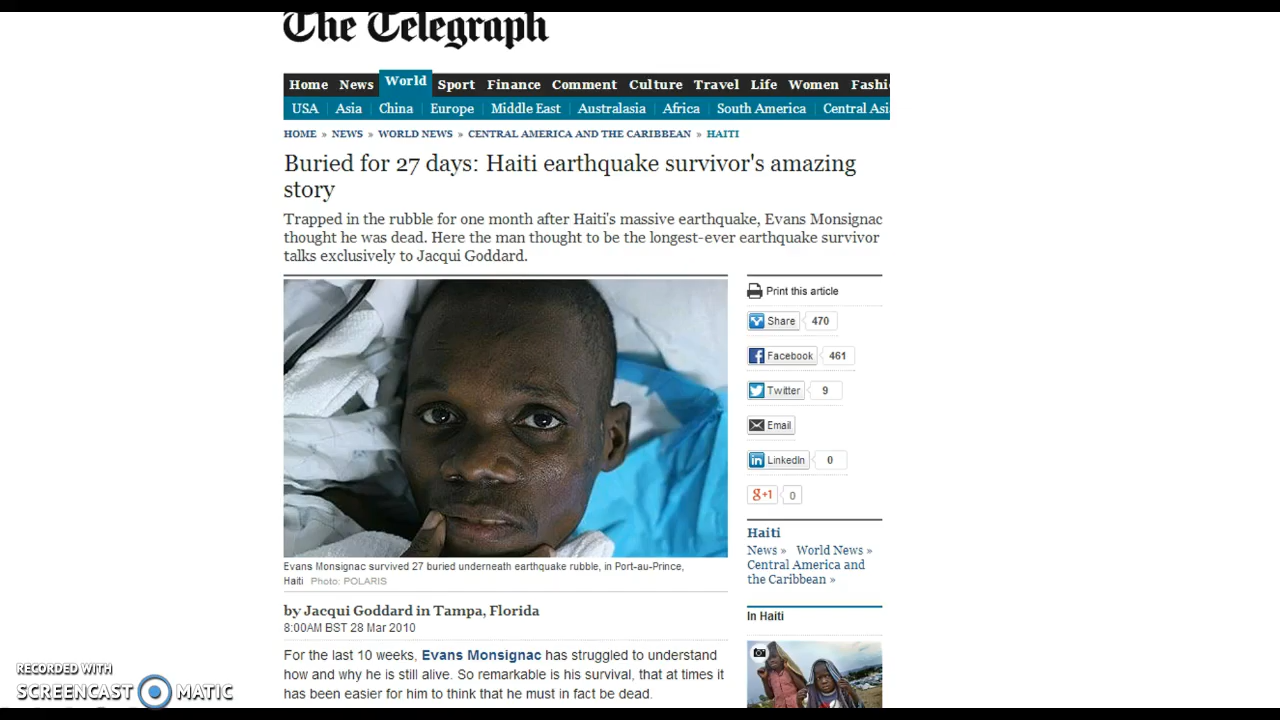 The Telegraph
Home News World Sport Finance Comment Culture Travel Life Women Fashi
USA Asia China Europe Middle East Australasia Africa South America Central Asi
HOME » NEWS » WORLD NEWS » CENTRAL AMERICA AND THE CARIBBEAN » HAITI
Buried for 27 days: Haiti earthquake survivor's amazing
story
Trapped in the rubble for one month after Haiti's massive earthquake, Evans Monsignac
thought he was dead. Here the man thought to be the longest-ever earthquake survivor
talks exclusively to Jacqui Goddard.
Print this article
Share 470
Facebook 461
Twitter 9
Email
LinkedIn 0
g+1 0
Haiti
News » World News »
Central America and
the Caribbean »
In Haiti
Evans Monsignac survived 27 buried underneath earthquake rubble, in Port-au-Prince,
Haiti Photo: POLARIS
by Jacqui Goddard in Tampa, Florida
8:00AM BST 28 Mar 2010
For the last 10 weeks, Evans Monsignac has struggled to understand
how and why he is still alive. So remarkable is his survival, that at times it
has been easier for him to think that he must in fact be dead.
RECORDED WITH
SCREENCAST MATIC